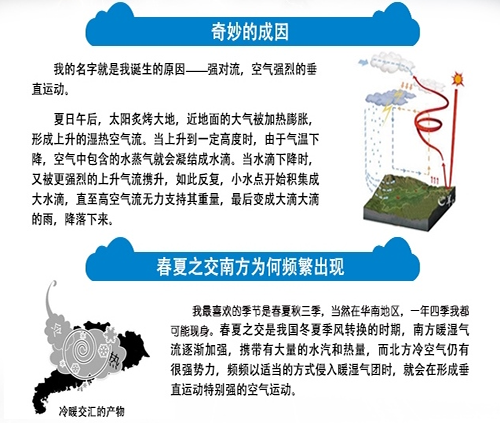 奇妙的成因
我的名字就是我诞生的原因——强对流，空气强烈的垂
直运动。
夏日午后，太阳炙烤大地，近地面的大气被加热膨胀，
形成上升的湿热空气流。当上升到一定高度时，由于气温下
降，空气中包含的水蒸气就会凝结成水滴。当水滴下降时，
又被更强烈的上升气流携升，如此反复，小水点开始积集成
大水滴，直至高空气流无力支持其重量，最后变成大滴大滴
的雨，降落下来。
春夏之交南方为何频繁出现
我最喜欢的季节是春夏秋三季，当然在华南地区，一年四季我都
可能现身。春夏之交是我国冬夏季风转换的时期，南方暖湿气
流逐渐加强，携带有大量的水汽和热量，而北方冷空气仍有
很强势力，频频以适当的方式侵入暖湿气团时，就会在形成垂
直运动特别强的空气运动。
热
冷暖交汇的产物